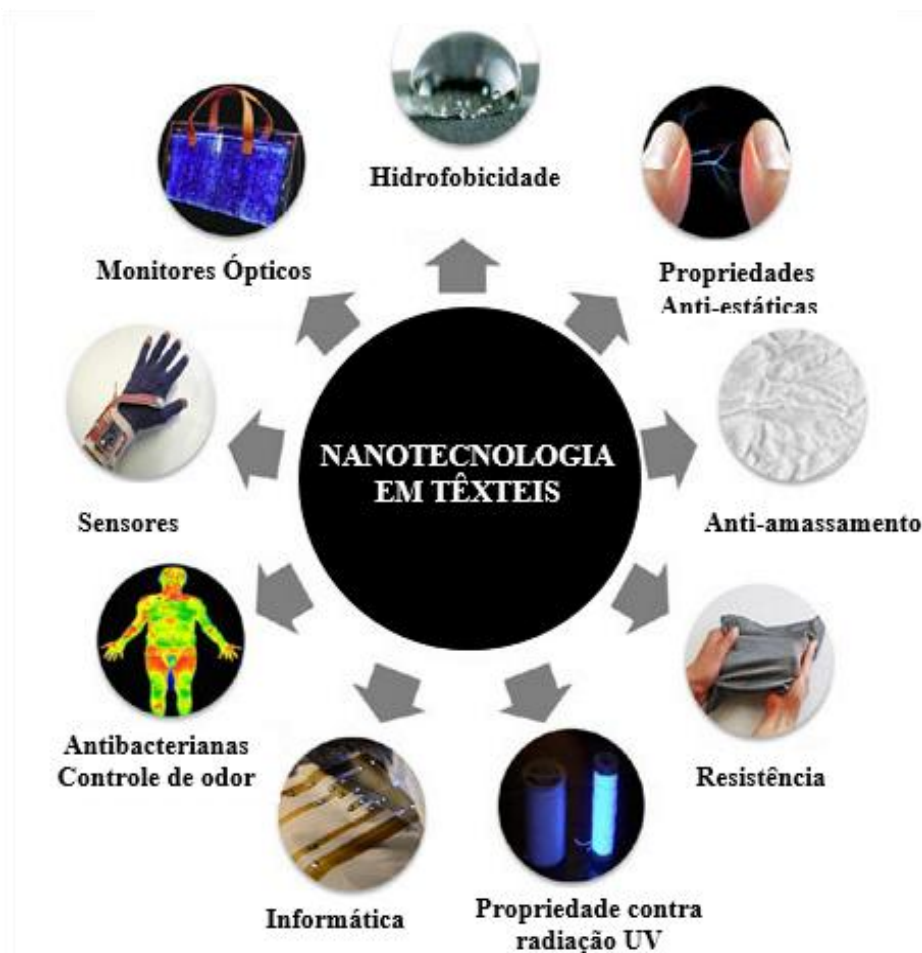 Hidrofobicidade
Monitores Ópticos
Propriedades
Anti-estáticas
NANOTECNOLOGIA
EM TÊXTEIS
Sensores
Anti-amassamento
Antibacterianas
Controle de odor
Resistência
Informática
Propriedade contra
radiação UV